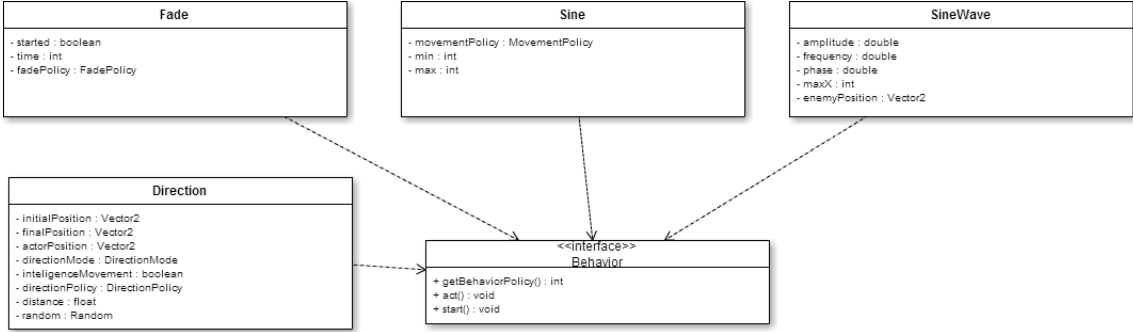 Fade
- started : boolean
- time : int
- fadePolicy : FadePolicy
Sine
- movementPolicy : MovementPolicy
- min : int
- max : int
SineWave
- amplitude : double
- frequency : double
- phase : double
- maxX : int
- enemyPosition : Vector2
Direction
- initialPosition : Vector2
- finalPosition : Vector2
- actorPosition : Vector2
- directionMode : DirectionMode
- inteligenceMovement : boolean
- directionPolicy : DirectionPolicy
- distance : float
- random : Random
<<interface>>
Behavior
+ getBehaviorPolicy() : int
+ act() : void
+ start() : void